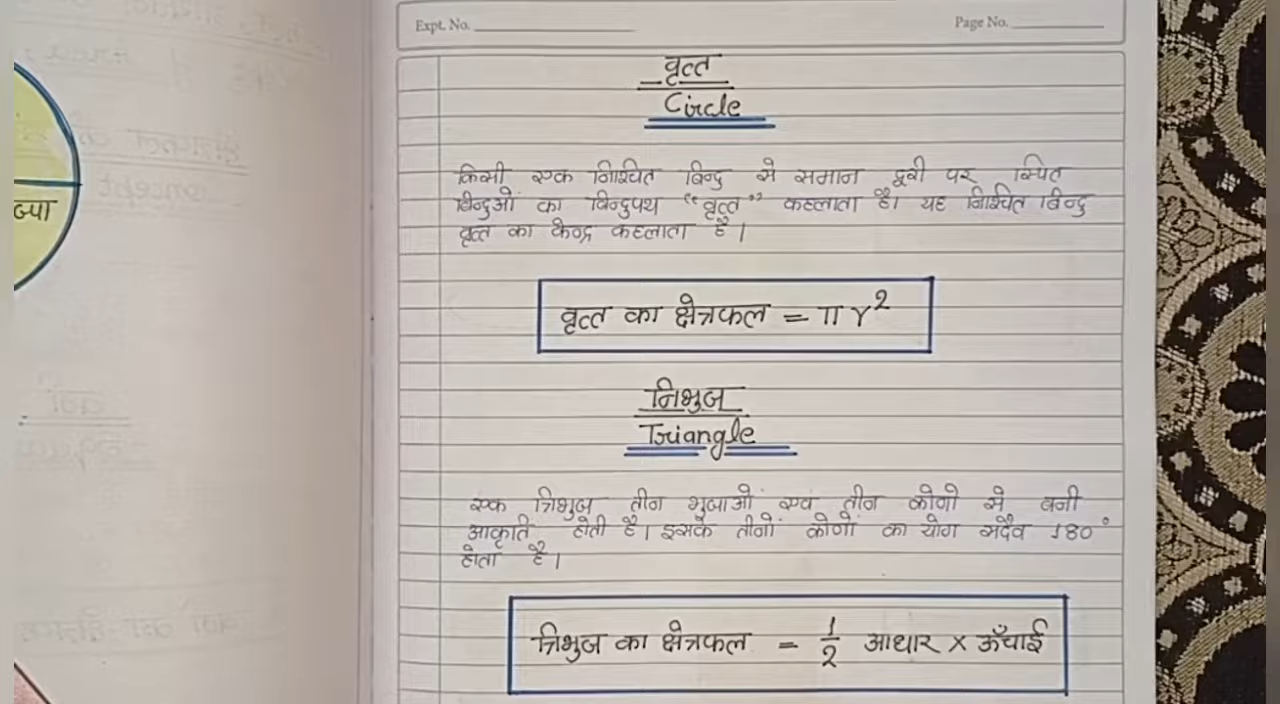 ज्या
Expt. No.
Page No.
वृत्त
Circle
किसी एक निश्चित बिन्दु से समान दूरी पर स्थित
बिन्दुओं का बिन्दुपथ “वृत्त” कहलाता है। यह निश्चित बिन्दु
वृत्त का केन्द्र कहलाता है।
वृत्त का क्षेत्रफल = π r²
त्रिभुज
Triangle
एक त्रिभुज तीन भुजाओं एवं तीन कोणो से बनी
आकृति होती है। इसके तीनों कोणों का योग सदैव 180°
होता है।
त्रिभुज का क्षेत्रफल = 1/2 आधार × ऊँचाई